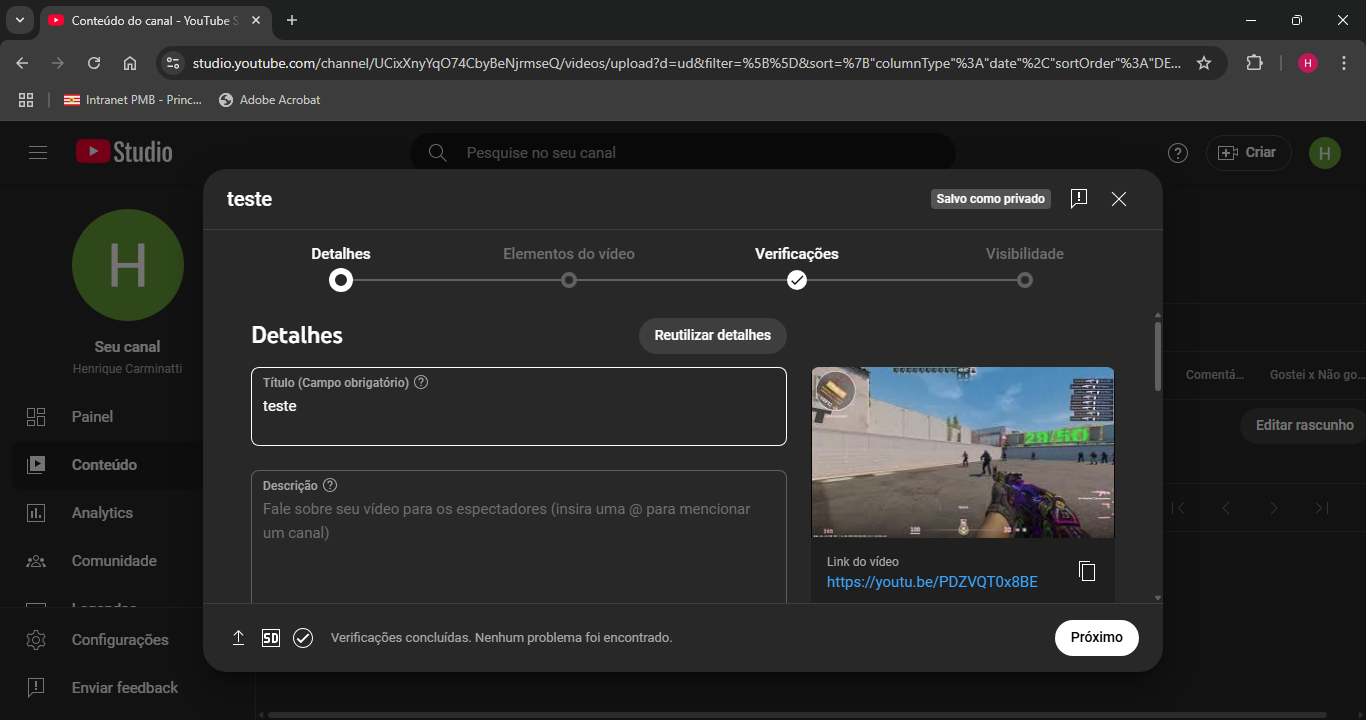 Conteúdo do canal - YouTube S
studio.youtube.com/channel/UCixXnyYqO74CbyBeNjrmseQ/videos/upload?d=ud&filter=%5B%5D&sort=%7B"columnType"%3A"date"%2C"sortOrder"%3A"DE...
H
Intranet PMB - Princ...
Adobe Acrobat
Studio
Pesquise no seu canal
Criar
H
teste
Salvo como privado
Detalhes
Elementos do vídeo
Verificações
Visibilidade
H
Seu canal
Henrique Carminatti
Painel
Conteúdo
Analytics
Comunidade
Legendas
Configurações
Enviar feedback
Detalhes
Reutilizar detalhes
Título (Campo obrigatório)
teste
Descrição
Fale sobre seu vídeo para os espectadores (insira uma @ para mencionar
um canal)
Link do vídeo
https://youtu.be/PDZVQT0x8BE
Comentá...
Gostei x Não go...
Editar rascunho
SD
Verificações concluídas. Nenhum problema foi encontrado.
Próximo